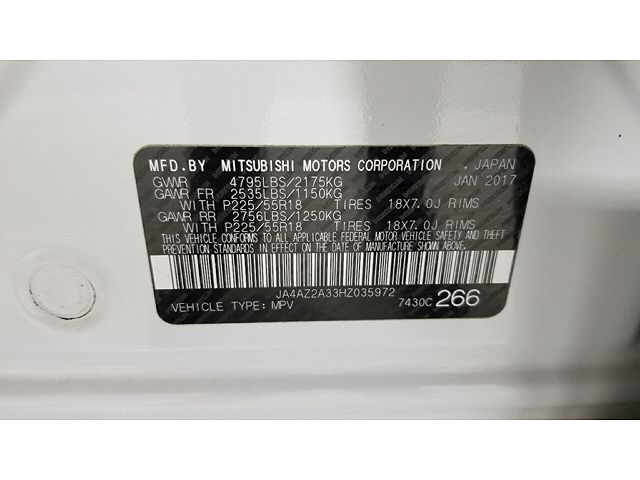 MFD.BY MITSUBISHI MOTORS CORPORATION , JAPAN
GVWR 4795LBS/2175KG JAN 2017
GAWR FR 2535LBS/1150KG
WITH P225/55R18 TIRES 18X7.0J RIMS
GAWR RR 2756LBS/1250KG
WITH P225/55R18 TIRES 18X7.0J RIMS
THIS VEHICLE CONFORMS TO ALL APPLICABLE FEDERAL MOTOR VEHICLE SAFETY AND THEFT
PREVENTION STANDARDS IN EFFECT ON THE DATE OF MANUFACTURE SHOWN ABOVE.
JA4AZ2A33HZ035972
VEHICLE TYPE: MPV 7430C 266